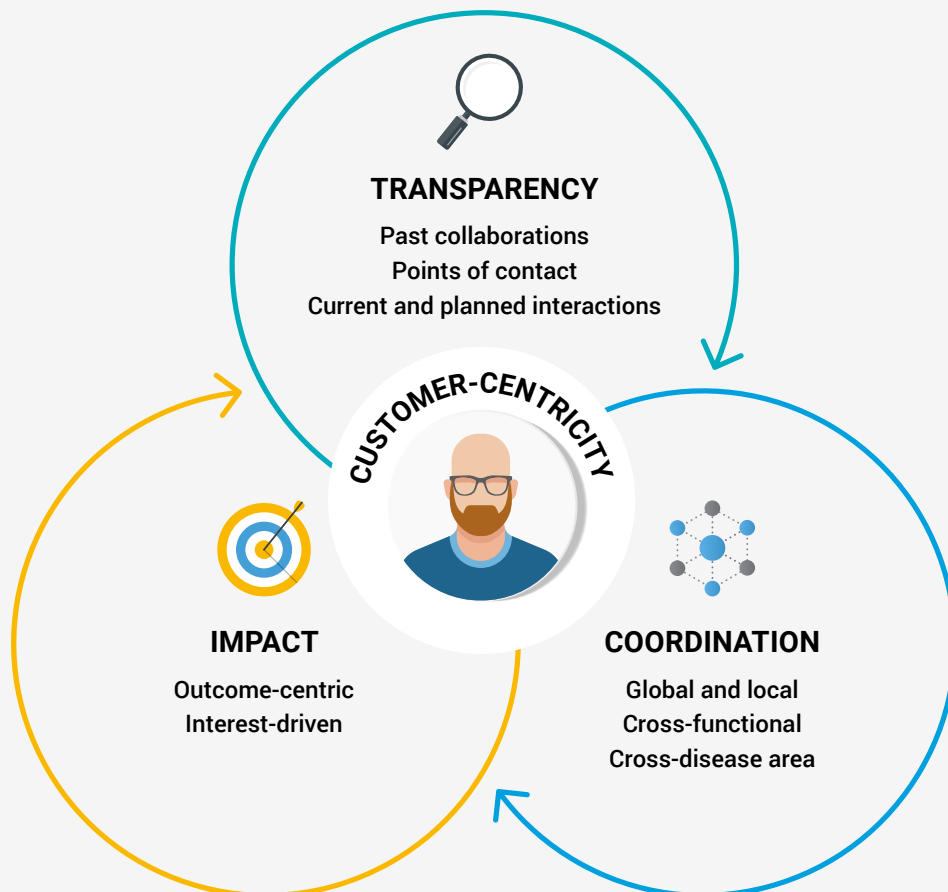 TRANSPARENCY
Past collaborations
Points of contact
Current and planned interactions
CUSTOMER-CENTRICITY
IMPACT
Outcome-centric
Interest-driven
COORDINATION
Global and local
Cross-functional
Cross-disease area